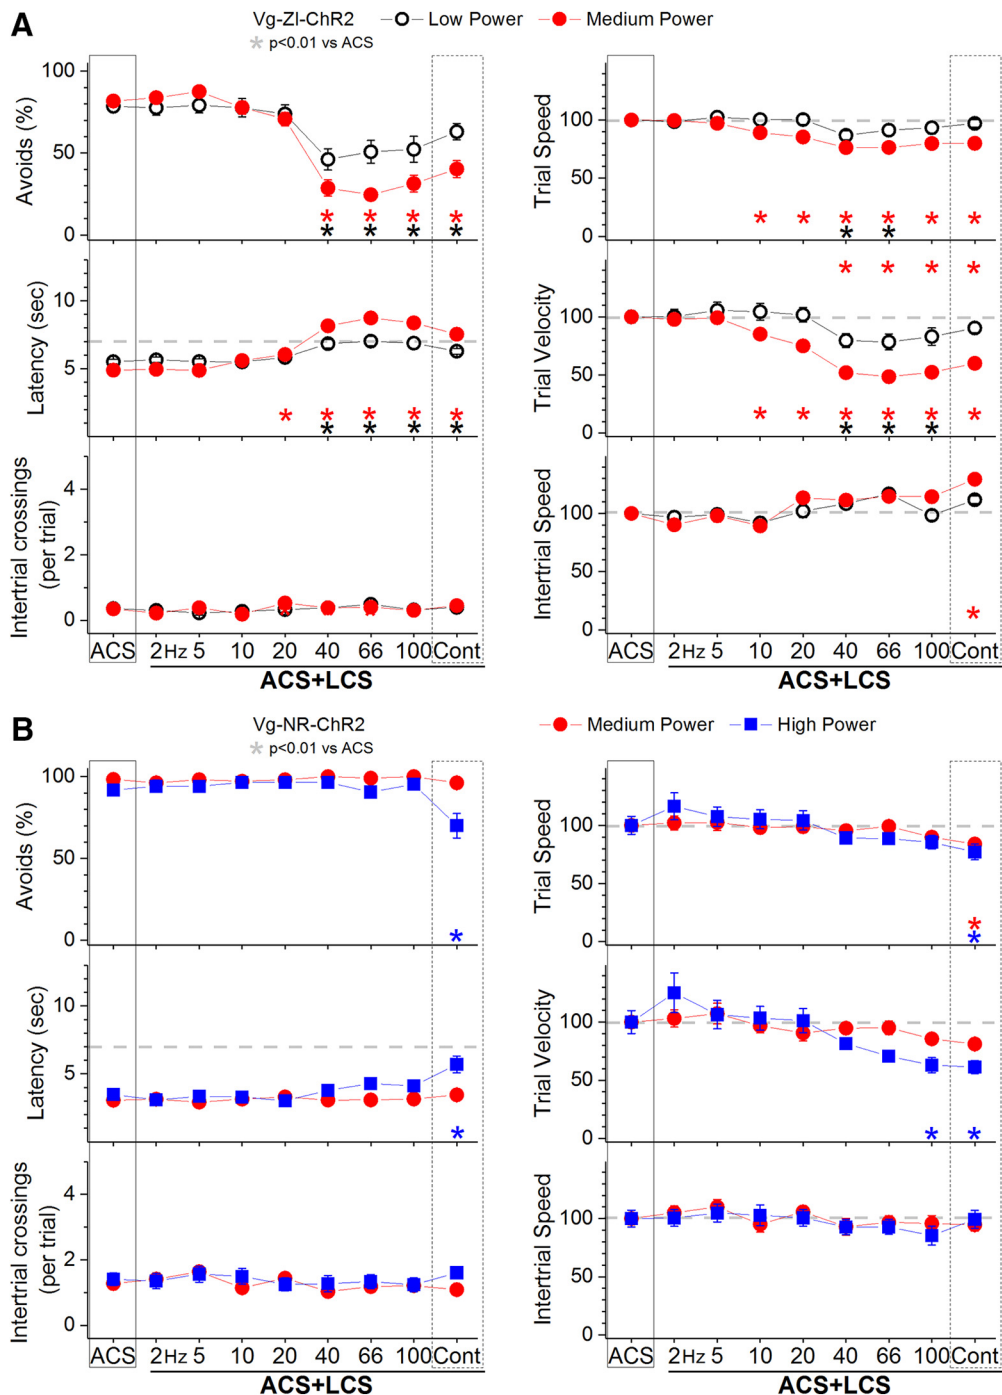 A
Vg-ZI-ChR2 Low Power Medium Power
* p<0.01 vs ACS
Avoids (%)
100
50
0
* * * *
* * * *
Latency (sec)
10
5
* * * * *
* * * *
Intertrial crossings
(per trial)
4
2
0
ACS 2Hz 5 10 20 40 66 100 Cont
ACS+LCS
Trial Speed
100
50
0
* * * * * *
* *
Trial Velocity
* * * *
100
50
0
* * * * * *
* * *
Intertrial Speed
100
50
0
*
ACS 2Hz 5 10 20 40 66 100 Cont
ACS+LCS
B
Vg-NR-ChR2
* p<0.01 vs ACS
Medium Power High Power
Avoids (%)
100
50
0
*
Latency (sec)
10
5
*
Intertrial crossings
(per trial)
4
2
0
ACS 2Hz 5 10 20 40 66 100 Cont
ACS+LCS
Trial Speed
100
50
0
*
*
Trial Velocity
100
50
0
* *
Intertrial Speed
100
50
0
ACS 2Hz 5 10 20 40 66 100 Cont
ACS+LCS